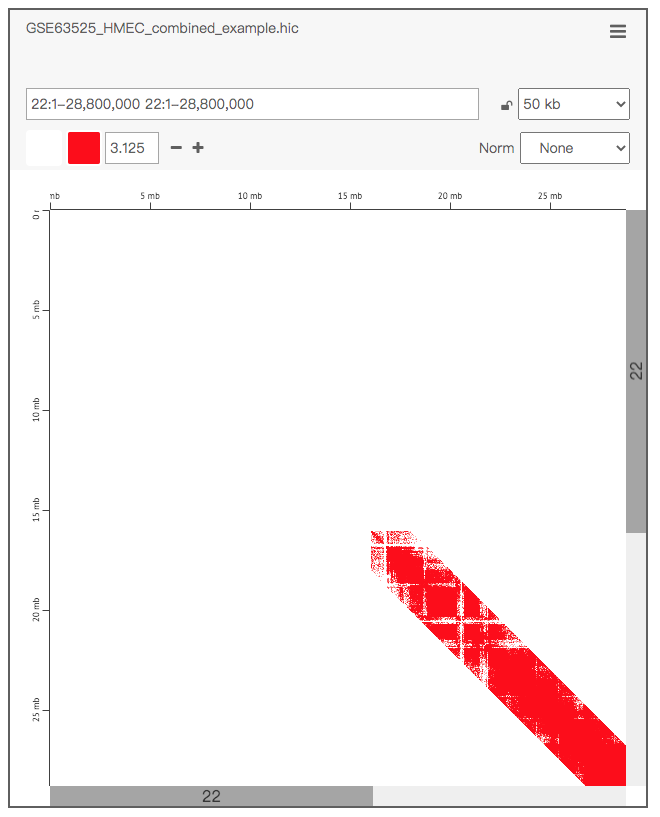 GSE63525_HMEC_combined_example.hic
22:1-28,800,000 22:1-28,800,000
50 kb
3.125
Norm
None
mb
5 mb
10 mb
15 mb
20 mb
25 mb
0
5 mb
10 mb
15 mb
20 mb
25 mb
22
22